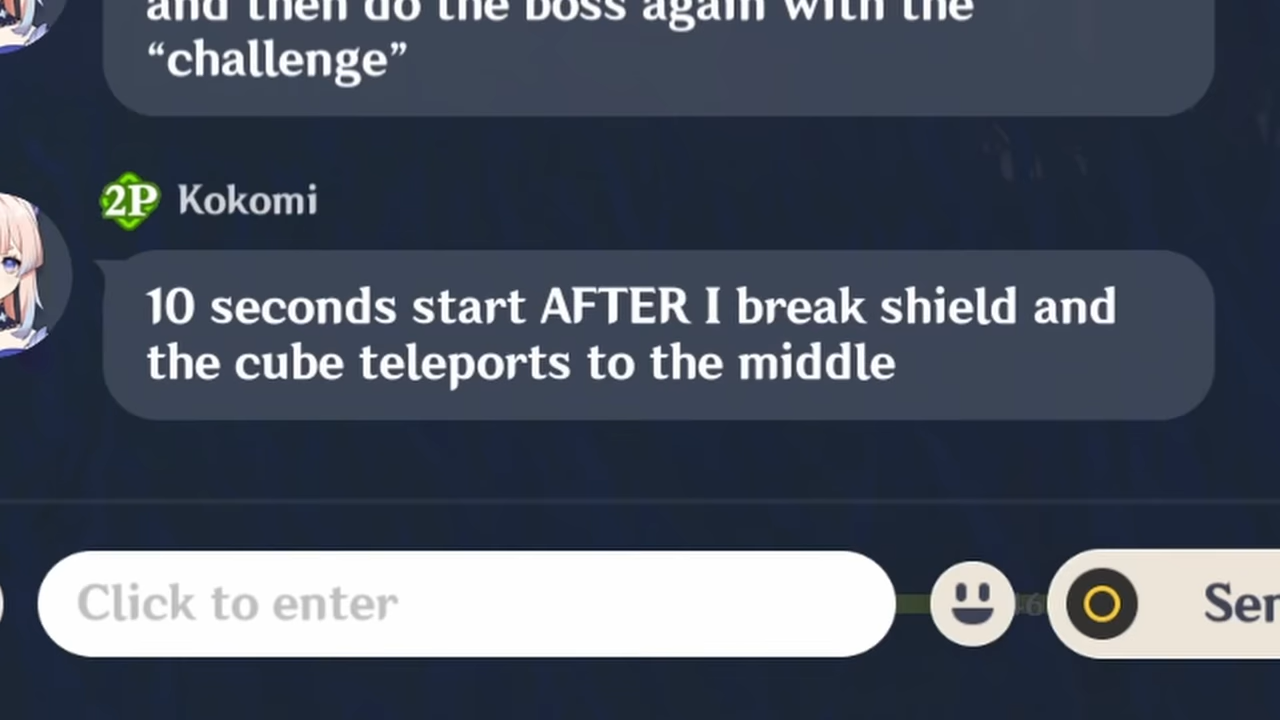 and then do the boss again with the
“challenge”
2P Kokomi
10 seconds start AFTER I break shield and
the cube teleports to the middle
Click to enter